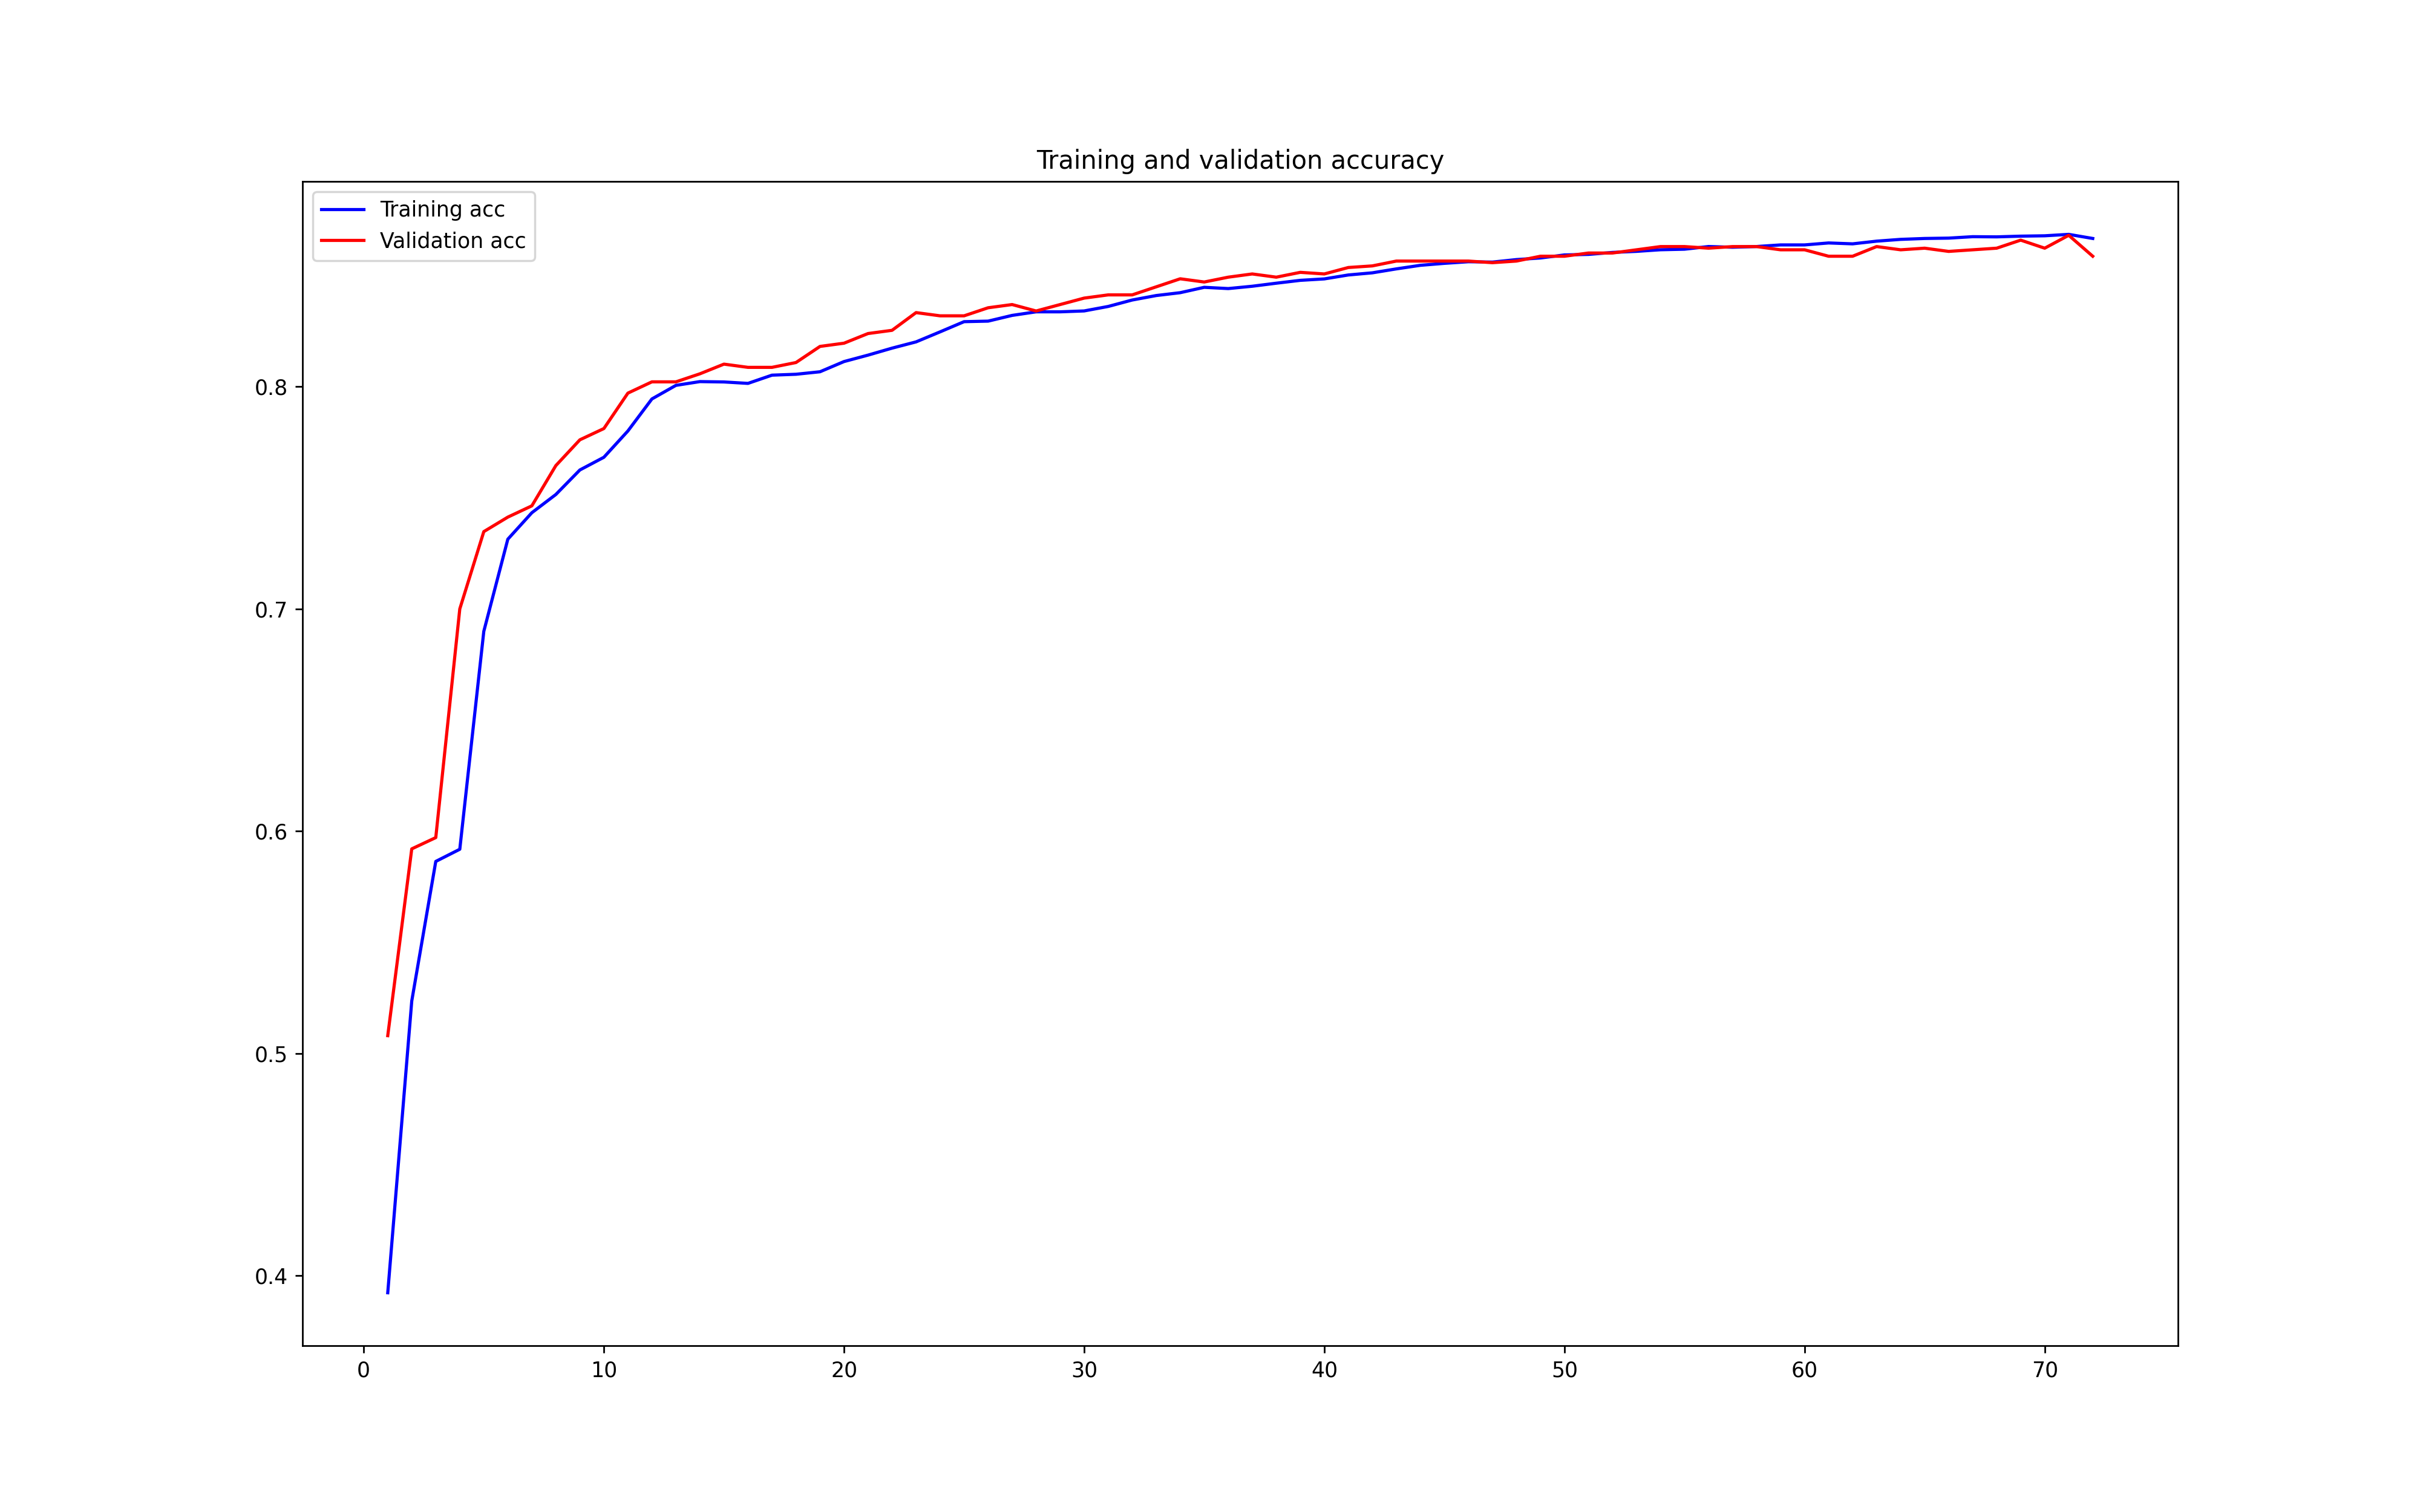 Training and validation accuracy
Training acc
Validation acc
0.8
0.7
0.6
0.5
0.4
0 10 20 30 40 50 60 70